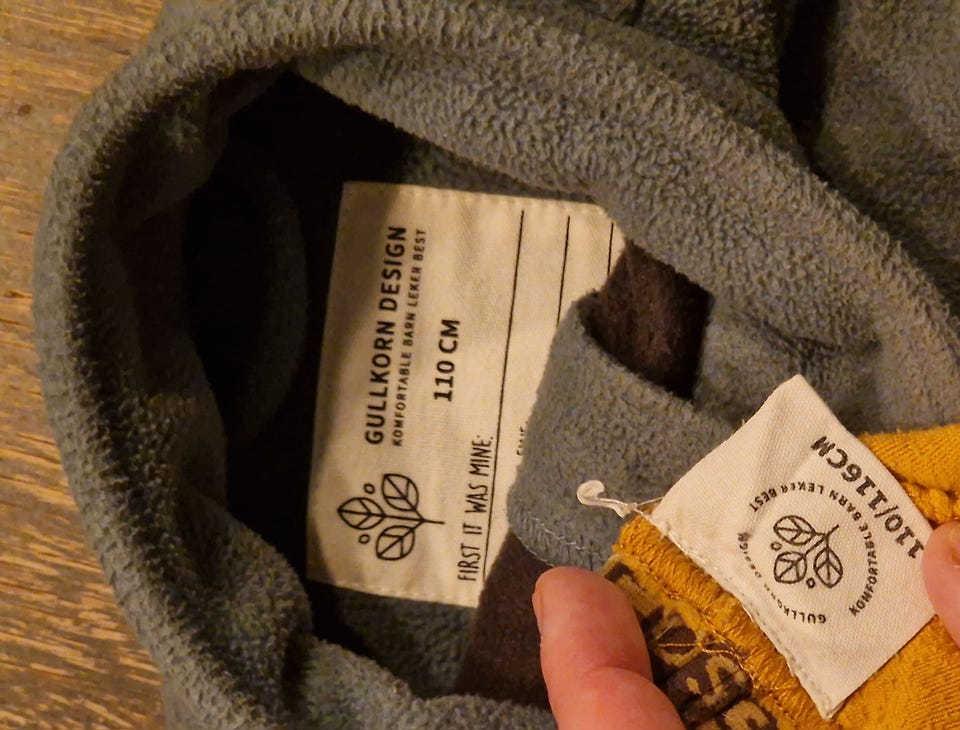 GULLKORN DESIGN
KOMFORTABLE BARN LEKER BEST
110 CM
FIRST IT WAS MINE:
110/116CM
KOMFORTABLE BARN LEKER BEST
GULLKORN DESIGN